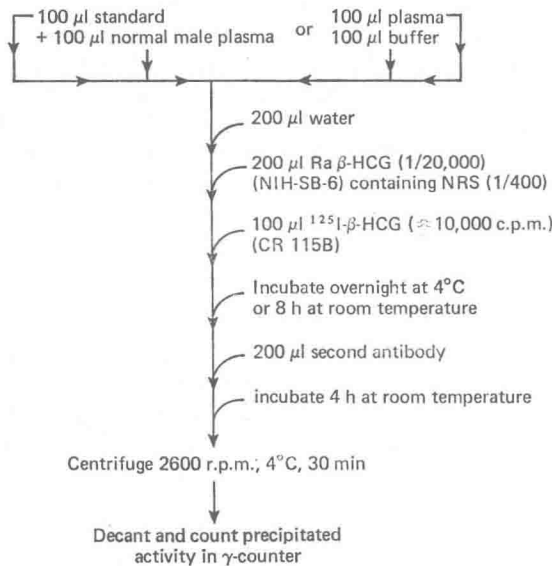 100 μl standard
+ 100 μl normal male plasma
or
100 μl plasma
100 μl buffer
200 μl water
200 μl Ra β-HCG (1/20,000)
(NIH-SB-6) containing NRS (1/400)
100 μl ¹²⁵I-β-HCG (≈ 10,000 c.p.m.)
(CR 115B)
Incubate overnight at 4°C
or 8 h at room temperature
200 μl second antibody
incubate 4 h at room temperature
Centrifuge 2600 r.p.m., 4°C, 30 min
Decant and count precipitated
activity in γ-counter